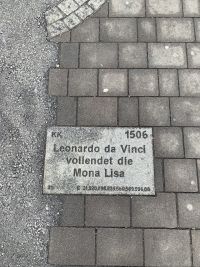 KK 1506
Leonardo da Vinci
vollendet die
Mona Lisa